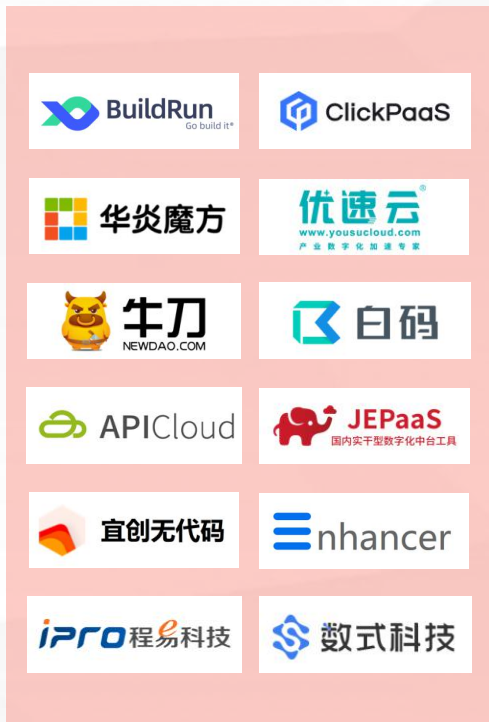 BuildRun
Go build it*
ClickPaaS
华炎魔方
优速云®
www.yousucloud.com
产业数字化加速专家
牛刀
NEWDAO.COM
白码
APICloud
JEPaaS
国内实干型数字化中台工具
宜创无代码
Enhancer
ipro程易科技
数式科技